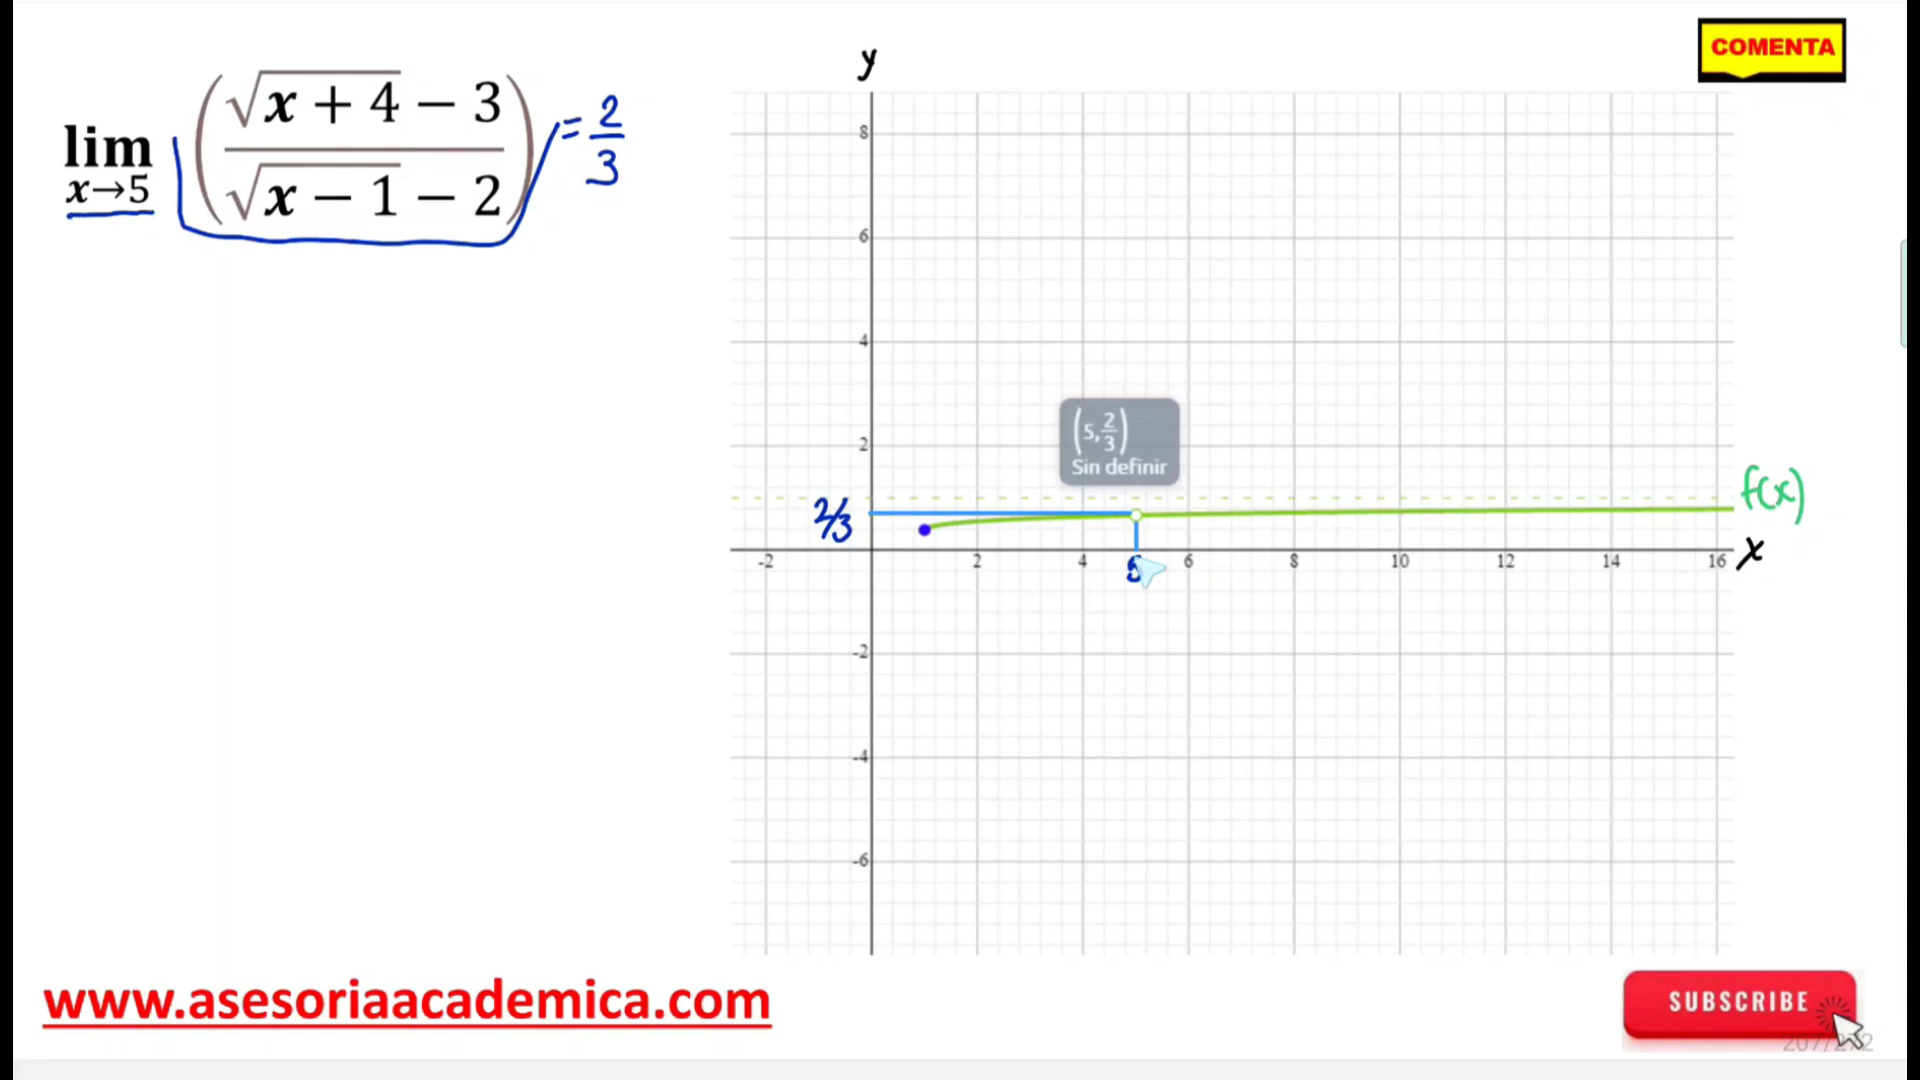 COMENTA
lim x→5 (√(x + 4) − 3 / √(x − 1) − 2) = 2/3
y
8
6
4
2
(5, 2/3)
Sin definir
2/3
f(x)
-2 2 4 5 6 8 10 12 14 16 x
-2
-4
-6
www.asesoriaacademica.com
SUBSCRIBE